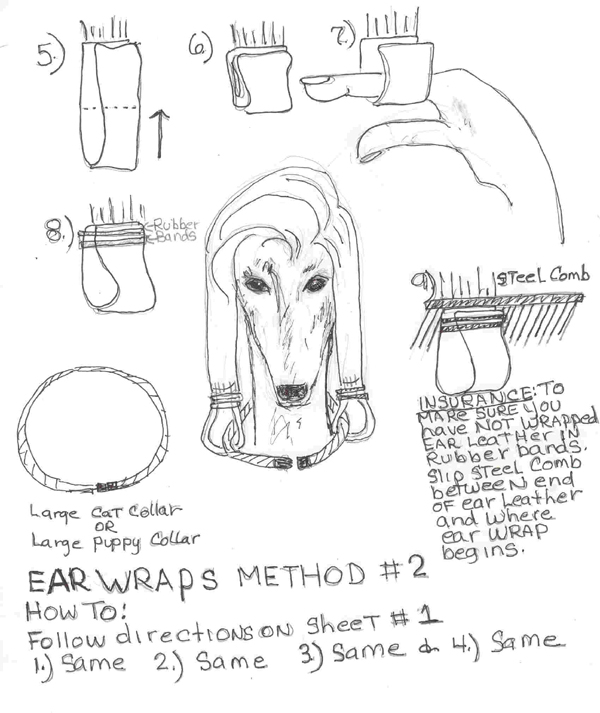 5.)
6.)
7.)
8.)
Rubber
Bands
9.)
Steel Comb
INSURANCE: To
MAKE SURE you
have NOT WRAPPED
EAR Leather IN
Rubber bands.
Slip Steel Comb
between end
OF ear Leather
and where
ear WRAP
begins.
Large Cat Collar
OR
Large Puppy Collar
EAR WRAPS METHOD #2
HOW TO:
Follow directions on Sheet #1
1.) Same 2.) Same 3.) Same & 4.) Same